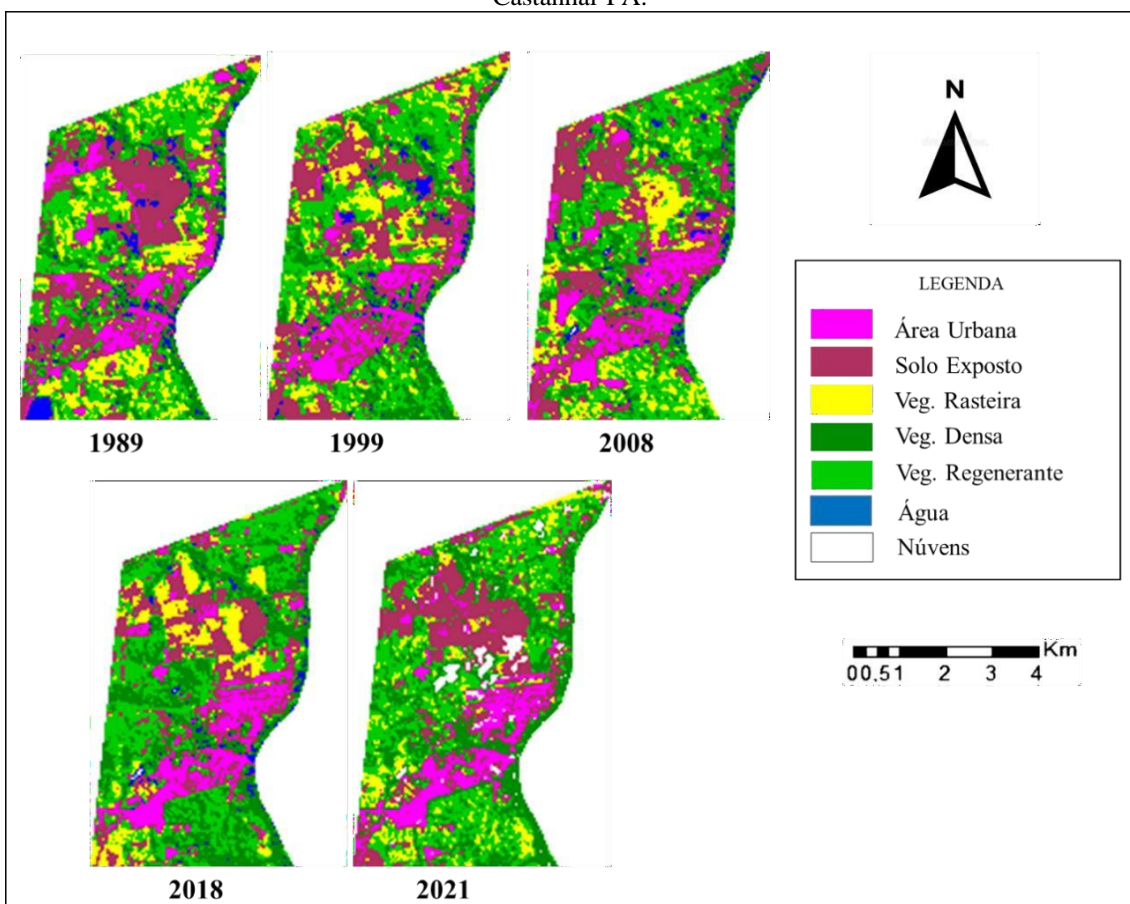 Castanhal-PA.
N
1989
1999
2008
LEGENDA
Área Urbana
Solo Exposto
Veg. Rasteira
Veg. Densa
Veg. Regenerante
Água
Núvens
Km
0 0,5 1 2 3 4
2018
2021